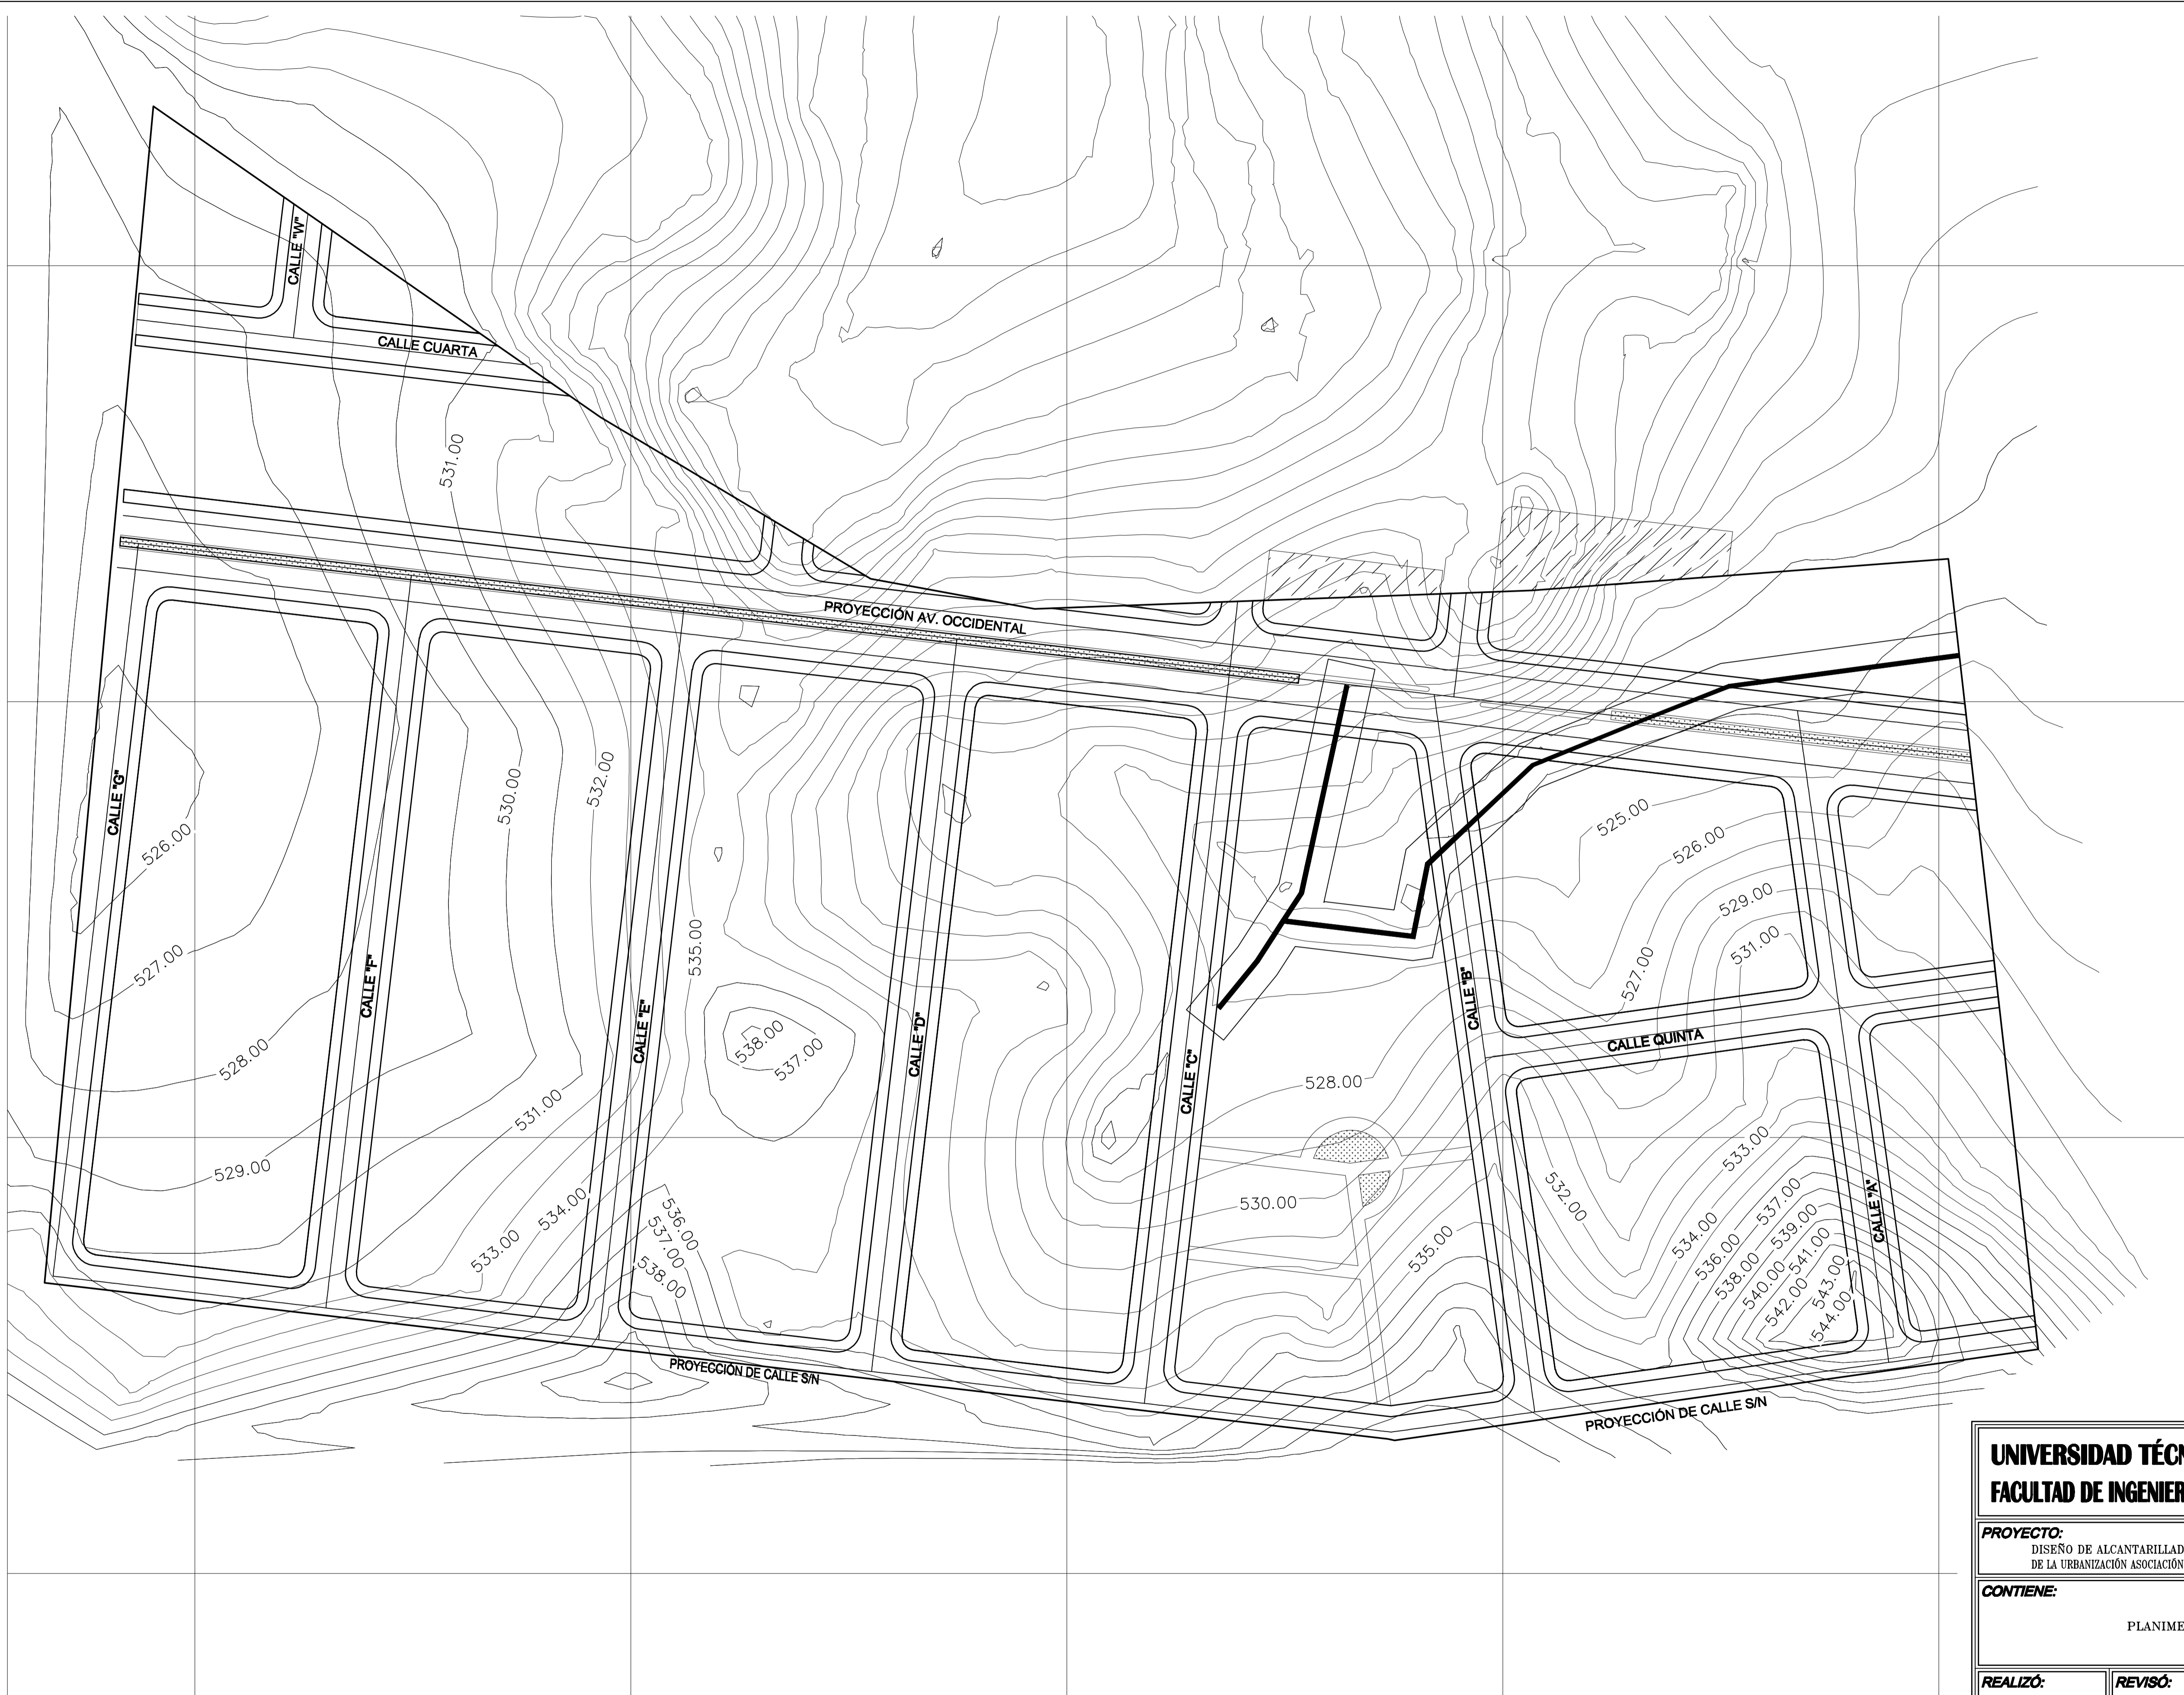 CALLE "W"
CALLE CUARTA
531.00
PROYECCIÓN AV. OCCIDENTAL
CALLE "G"
526.00
530.00
532.00
525.00
526.00
529.00
531.00
527.00
535.00
527.00
CALLE "F"
CALLE "E"
CALLE "D"
CALLE "C"
CALLE "B"
CALLE QUINTA
538.00
537.00
528.00
528.00
531.00
529.00
530.00
533.00
532.00
534.00
533.00
536.00
537.00
538.00
535.00
534.00
536.00
538.00
540.00
542.00
537.00
539.00
541.00
543.00
544.00
CALLE "A"
PROYECCIÓN DE CALLE S/N
PROYECCIÓN DE CALLE S/N
UNIVERSIDAD TÉCN
FACULTAD DE INGENIER
PROYECTO:
DISEÑO DE ALCANTARILLAD
DE LA URBANIZACIÓN ASOCIACIÓN
CONTIENE:
PLANIME
REALIZÓ:
REVISÓ: